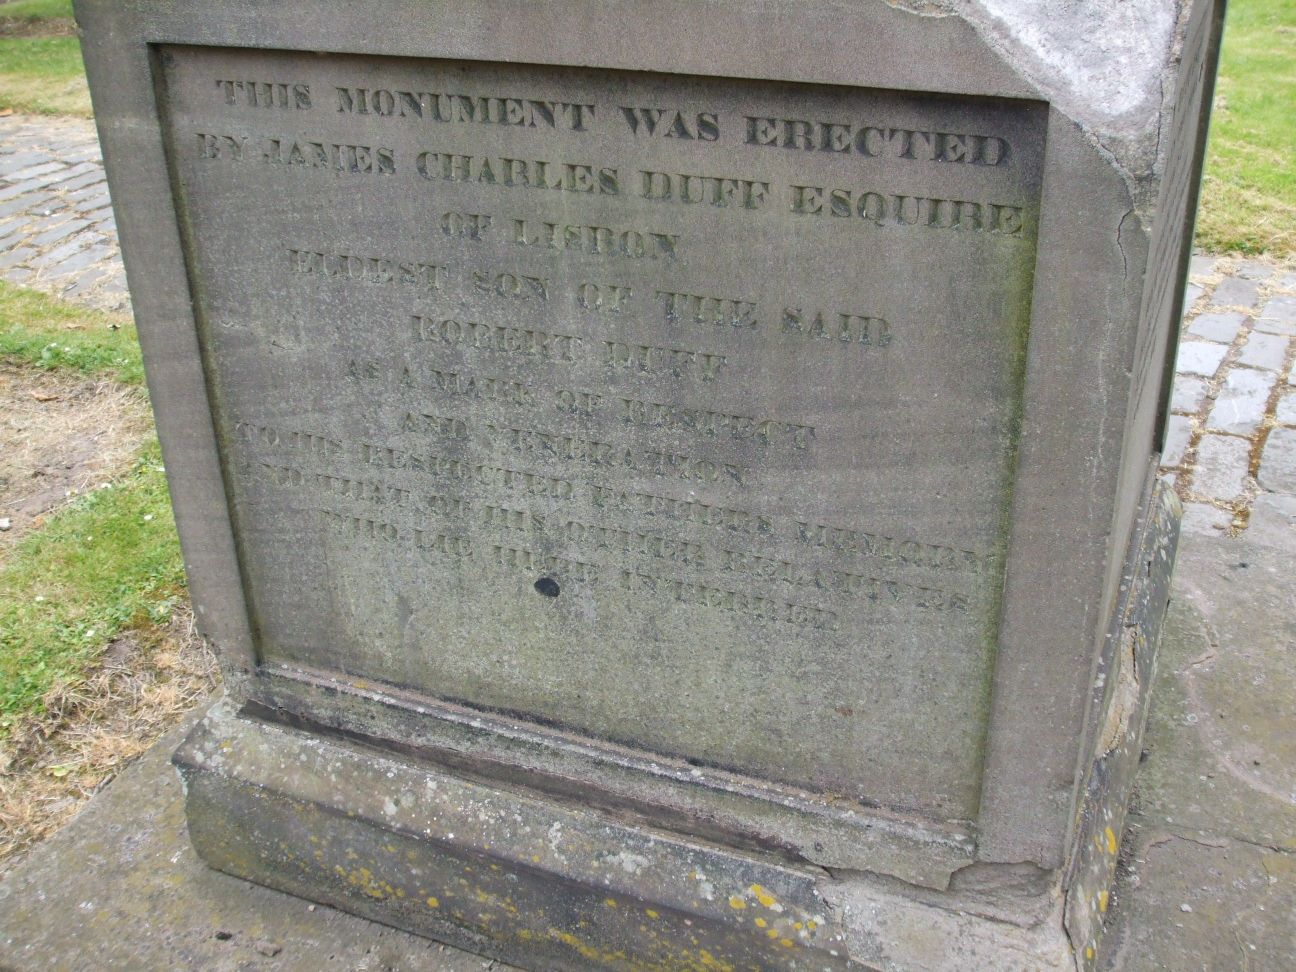 THIS MONUMENT WAS ERECTED
BY JAMES CHARLES DUFF ESQUIRE
OF LISBON
ELDEST SON OF THE SAID
ROBERT DUFF
AS A MARK OF RESPECT
AND VENERATION
TO HIS RESPECTED FATHERS MEMORY
AND THAT OF HIS OTHER RELATIVES
WHO LIE HERE INTERRED